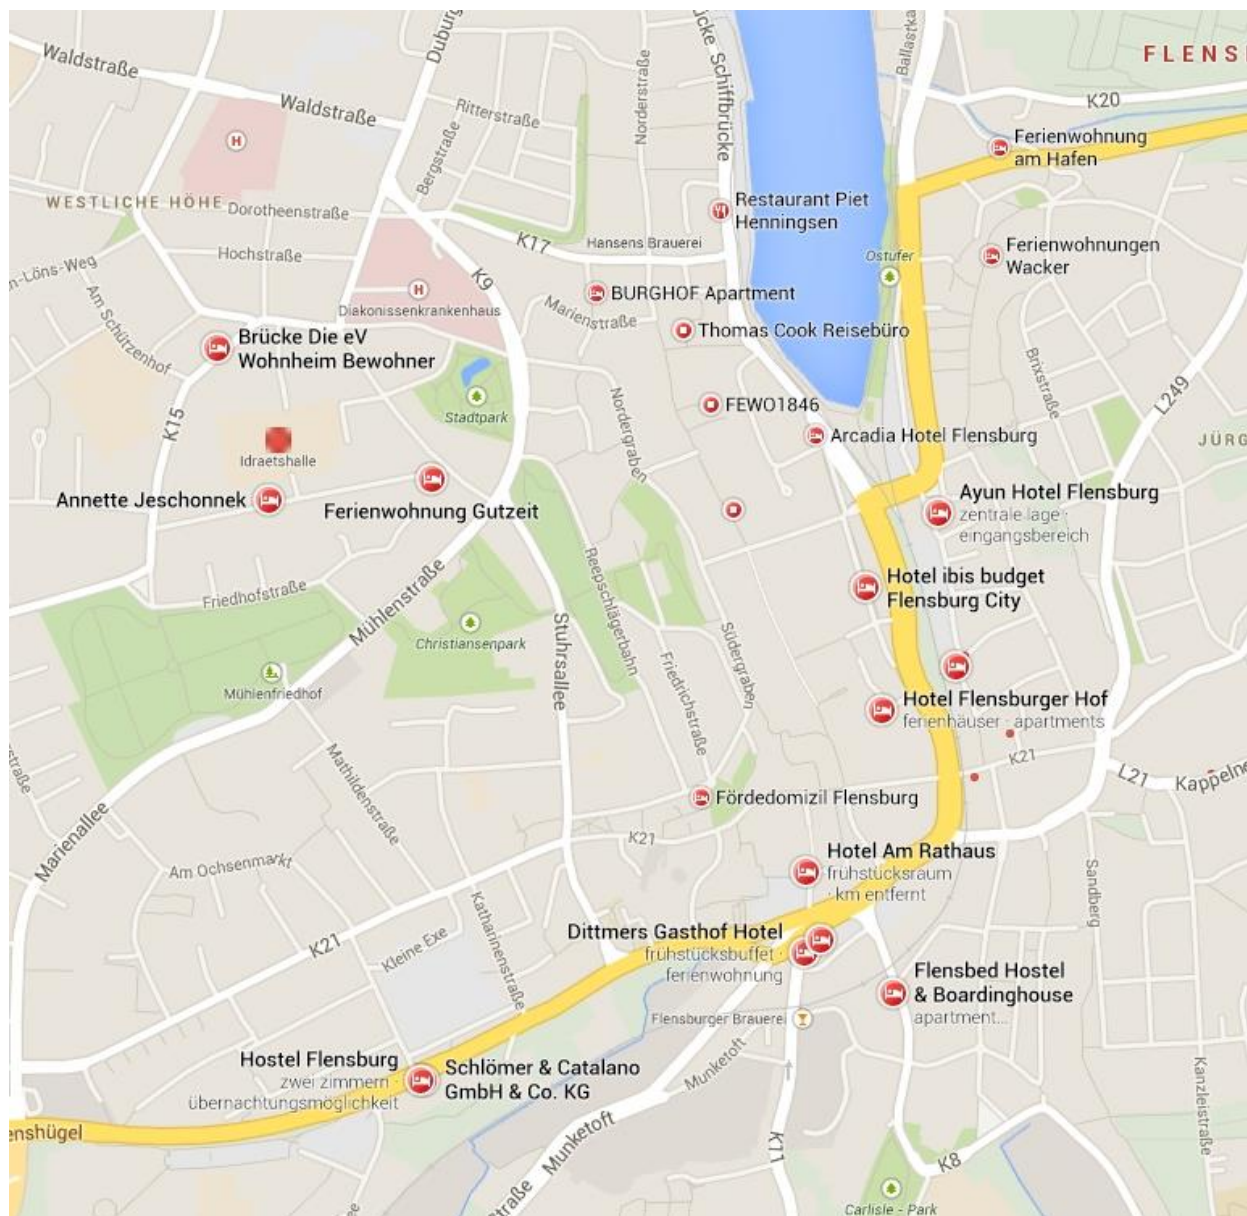 Waldstraße
Duburg
ücke
Schiffbrücke
Ballastka
FLENS
Waldstraße
Ritterstraße
Norderstraße
K20
Bergstraße
Ferienwohnung
am Hafen
WESTLICHE HÖHE
Dorotheenstraße
Restaurant Piet
Henningsen
Hochstraße
K17
Hansens Brauerei
Ostufer
Ferienwohnungen
Wacker
n-Löns-Weg
K9
Am Schützenhof
Diakonissenkrankenhaus
BURGHOF Apartment
Marienstraße
Thomas Cook Reisebüro
Brücke Die eV
Wohnheim Bewohner
Brixstraße
L249
K15
Stadtpark
Nordergraben
FEWO1846
Arcadia Hotel Flensburg
JÜRG
Idraetshalle
Annette Jeschonnek
Ferienwohnung Gutzeit
Ayun Hotel Flensburg
zentrale lage ·
eingangsbereich
Friedhofstraße
Mühlenstraße
Reepschlägerbahn
Hotel ibis budget
Flensburg City
Christiansenpark
Stuhrsallee
Südergraben
Friedrichstraße
Mühlenfriedhof
Hotel Flensburger Hof
ferienhäuser · apartments
rstraße
Mathildenstraße
K21
L21
Kappelne
Marienallee
Fördedomizil Flensburg
K21
Am Ochsenmarkt
Hotel Am Rathaus
frühstücksraum
· km entfernt
Sandberg
Katharinenstraße
K21
Kleine Exe
Dittmers Gasthof Hotel
frühstücksbuffet ·
ferienwohnung
Flensbed Hostel
& Boardinghouse
apartment...
Flensburger Brauerei
Munketoft
Hostel Flensburg
zwei zimmern ·
übernachtungsmöglichkeit
Schlömer & Catalano
GmbH & Co. KG
Kanzleistraße
enshügel
Munketoft
K11
K8
straße
Carlisle - Park